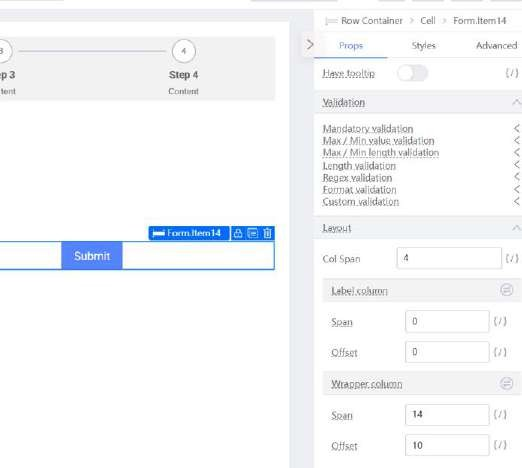 Row Container > Cell > Form.Item14
Props Styles Advanced
Have tooltip {/}
Validation
Mandatory validation
Max / Min value validation
Max / Min length validation
Length validation
Regex validation
Format validation
Custom validation
Layout
Col Span 4 {/}
Label column
Span 0 {/}
Offset 0 {/}
Wrapper column
Span 14 {/}
Offset 10 {/}
3 4
ep 3 Step 4
tent Content
Form.Item14
Submit